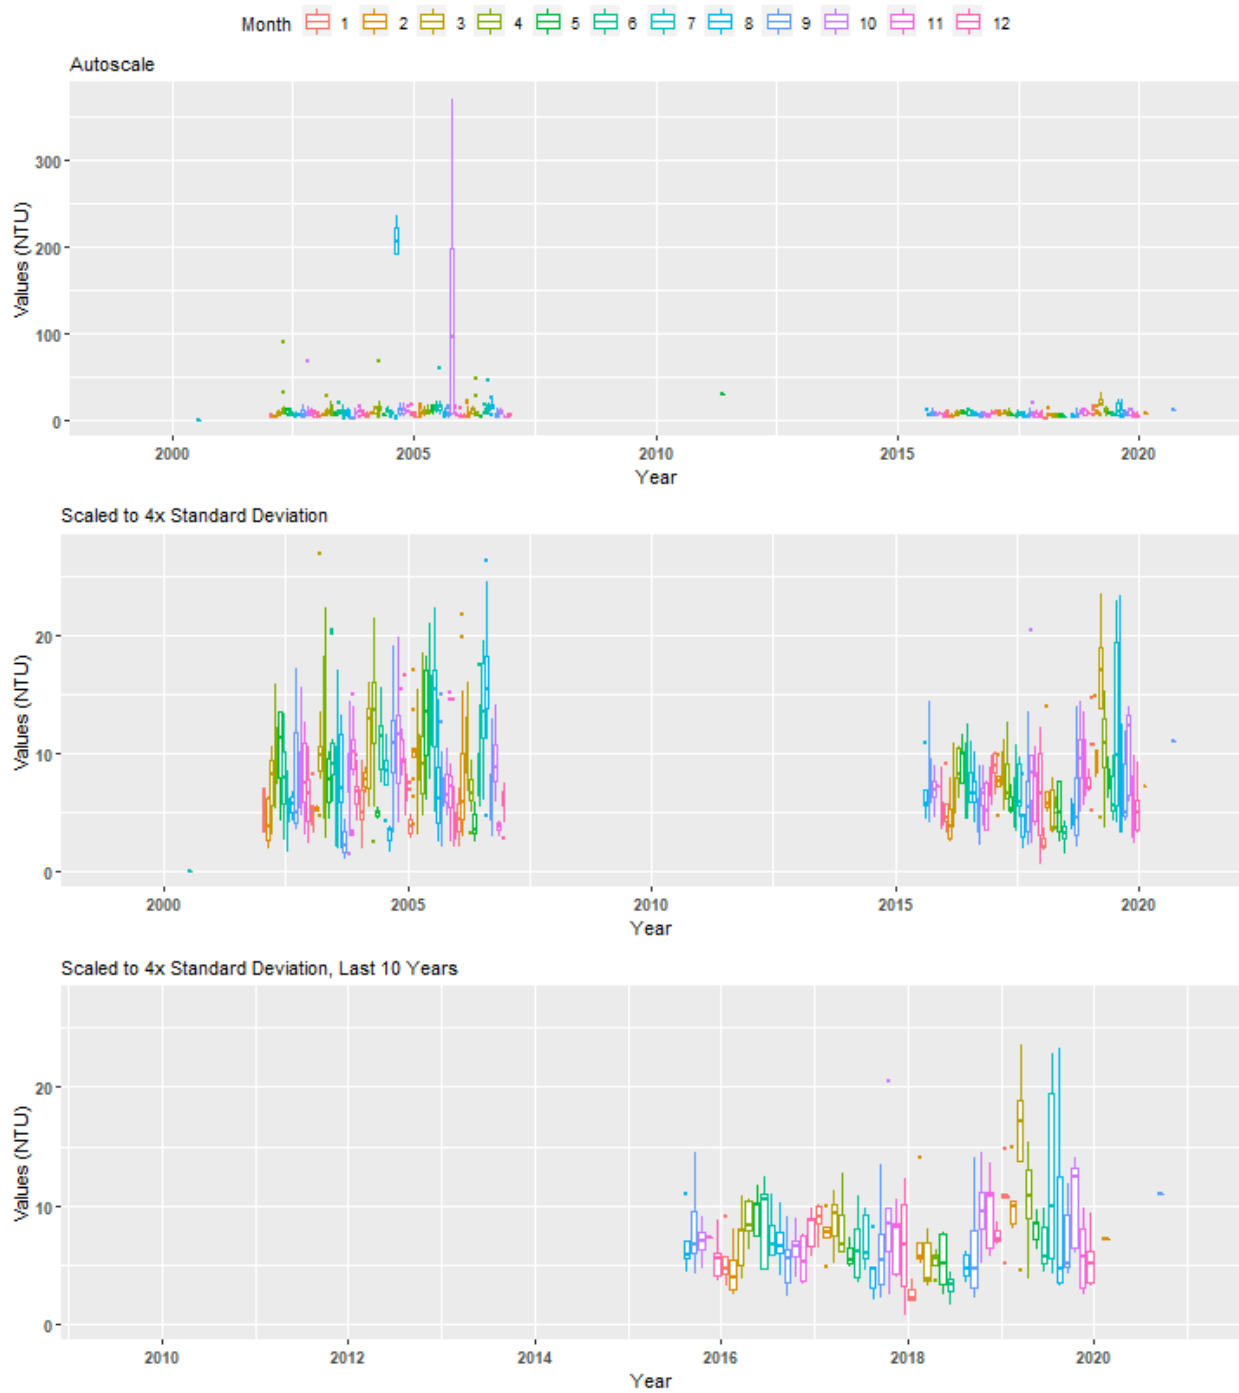 Month 1 2 3 4 5 6 7 8 9 10 11 12
Autoscale
Values (NTU)
300
200
100
0
2000 2005 2010 2015 2020
Year
Scaled to 4x Standard Deviation
Values (NTU)
20
10
0
2000 2005 2010 2015 2020
Year
Scaled to 4x Standard Deviation, Last 10 Years
Values (NTU)
20
10
0
2010 2012 2014 2016 2018 2020
Year